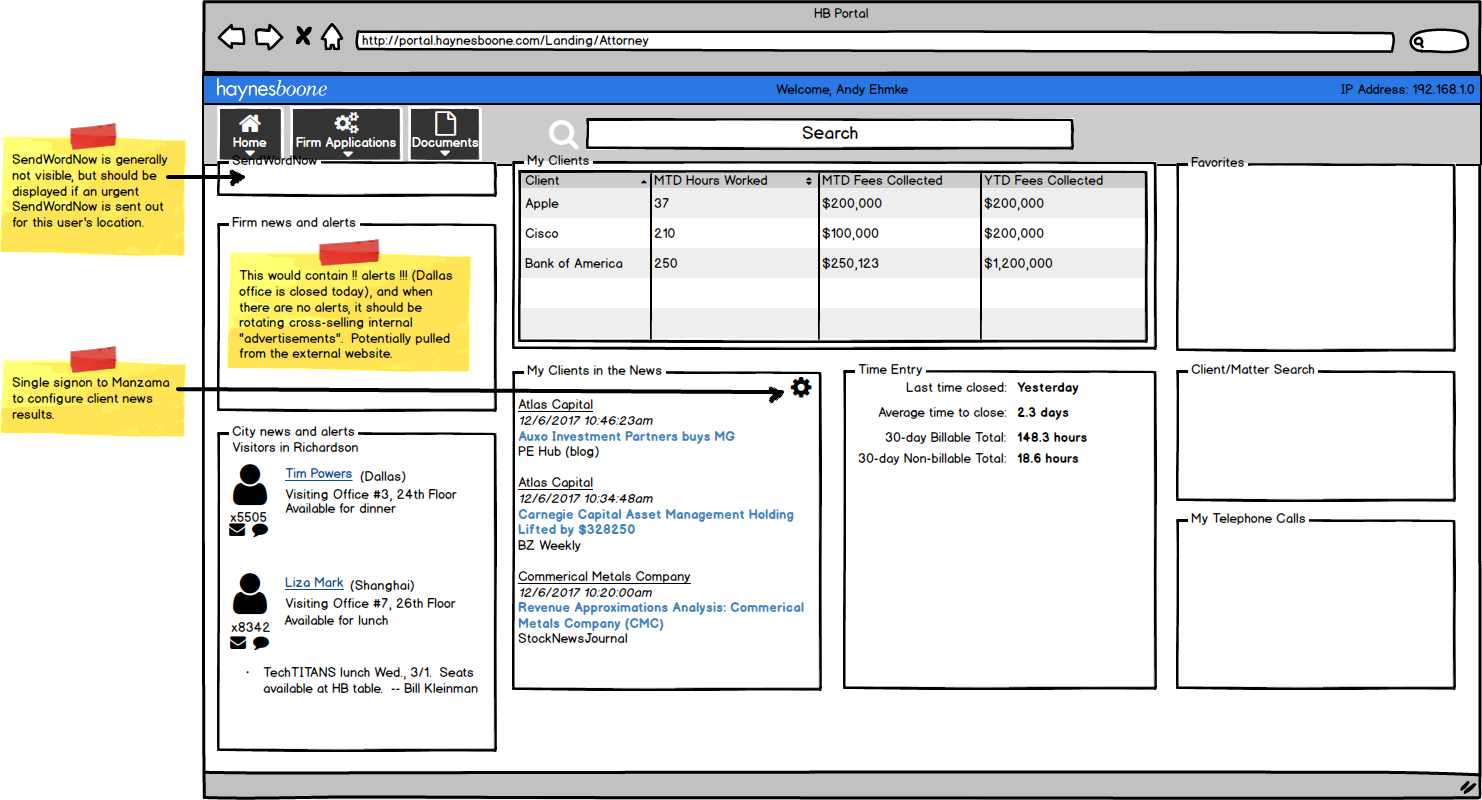 HB Portal
http://portal.haynesboone.com/Landing/Attorney
haynesboone
Welcome, Andy Ehmke
IP Address: 192.168.1.0
Home
Firm Applications
Documents
Search
SendWordNow is generally
not visible, but should be
displayed if an urgent
SendWordNow is sent out
for this user's location.
SendWordNow
Firm news and alerts
This would contain !! alerts !!! (Dallas
office is closed today), and when
there are no alerts, it should be
rotating cross-selling internal
"advertisements". Potentially pulled
from the external website.
Single signon to Manzama
to configure client news
results.
City news and alerts
Visitors in Richardson
Tim Powers (Dallas)
Visiting Office #3, 24th Floor
Available for dinner
x5505
Liza Mark (Shanghai)
Visiting Office #7, 26th Floor
Available for lunch
x8342
· TechTITANS lunch Wed., 3/1. Seats
available at HB table. -- Bill Kleinman
My Clients
Client MTD Hours Worked MTD Fees Collected YTD Fees Collected
Apple 37 $200,000 $200,000
Cisco 210 $100,000 $200,000
Bank of America 250 $250,123 $1,200,000
My Clients in the News
Atlas Capital
12/6/2017 10:46:23am
Auxo Investment Partners buys MG
PE Hub (blog)
Atlas Capital
12/6/2017 10:34:48am
Carnegie Capital Asset Management Holding
Lifted by $328250
BZ Weekly
Commerical Metals Company
12/6/2017 10:20:00am
Revenue Approximations Analysis: Commerical
Metals Company (CMC)
StockNewsJournal
Time Entry
Last time closed: Yesterday
Average time to close: 2.3 days
30-day Billable Total: 148.3 hours
30-day Non-billable Total: 18.6 hours
Favorites
Client/Matter Search
My Telephone Calls